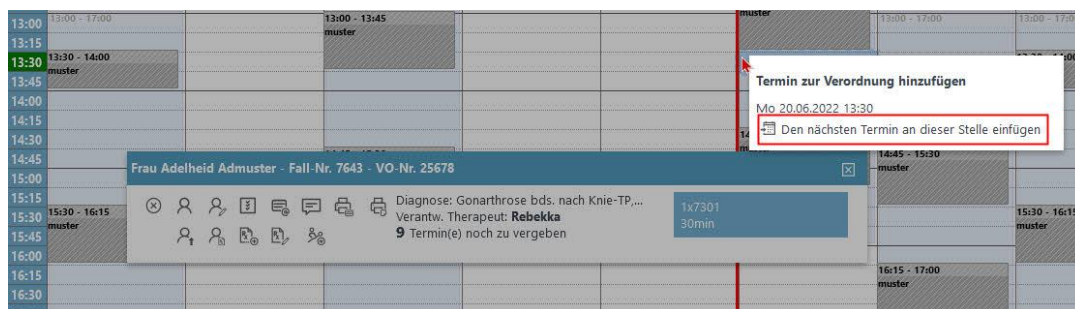 13:00
13:15
13:30
13:45
14:00
14:15
14:30
14:45
15:00
15:15
15:30
15:45
16:00
16:15
16:30
13:00 - 17:00
13:30 - 14:00
muster
15:30 - 16:15
muster
13:00 - 13:45
muster
muster
13:00 - 17:00
13:00 - 17:0
Termin zur Verordnung hinzufügen
Mo 20.06.2022 13:30
Den nächsten Termin an dieser Stelle einfügen
14:45 - 15:30
muster
Frau Adelheid Admuster - Fall-Nr. 7643 - VO-Nr. 25678
Diagnose: Gonarthrose bds. nach Knie-TP,...
Verantw. Therapeut: Rebekka
9 Termin(e) noch zu vergeben
1x7301
30min
15:30 - 16:15
muster
16:15 - 17:00
muster